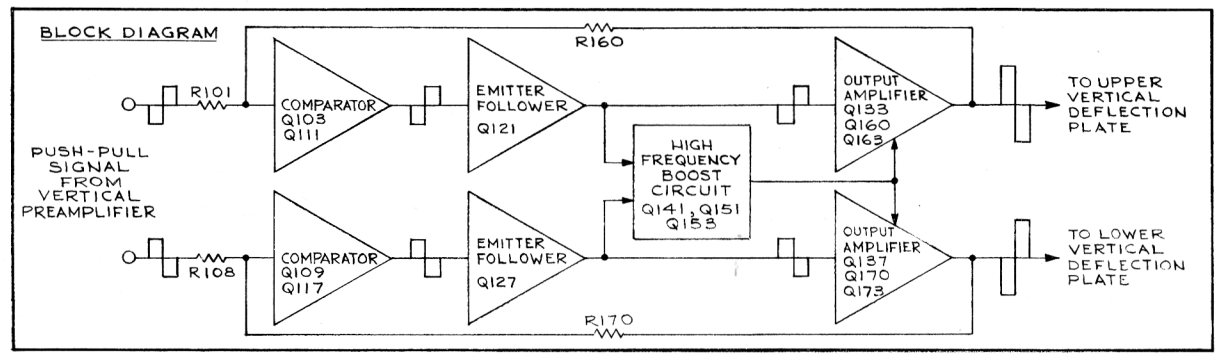 BLOCK DIAGRAM
R160
R101
COMPARATOR
Q103
Q111
EMITTER
FOLLOWER
Q121
OUTPUT
AMPLIFIER
Q133
Q160
Q163
TO UPPER
VERTICAL
DEFLECTION
PLATE
PUSH-PULL
SIGNAL
FROM
VERTICAL
PREAMPLIFIER
HIGH
FREQUENCY
BOOST
CIRCUIT
Q141, Q151
Q153
R108
COMPARATOR
Q109
Q117
EMITTER
FOLLOWER
Q127
OUTPUT
AMPLIFIER
Q137
Q170
Q173
TO LOWER
VERTICAL
DEFLECTION
PLATE
R170